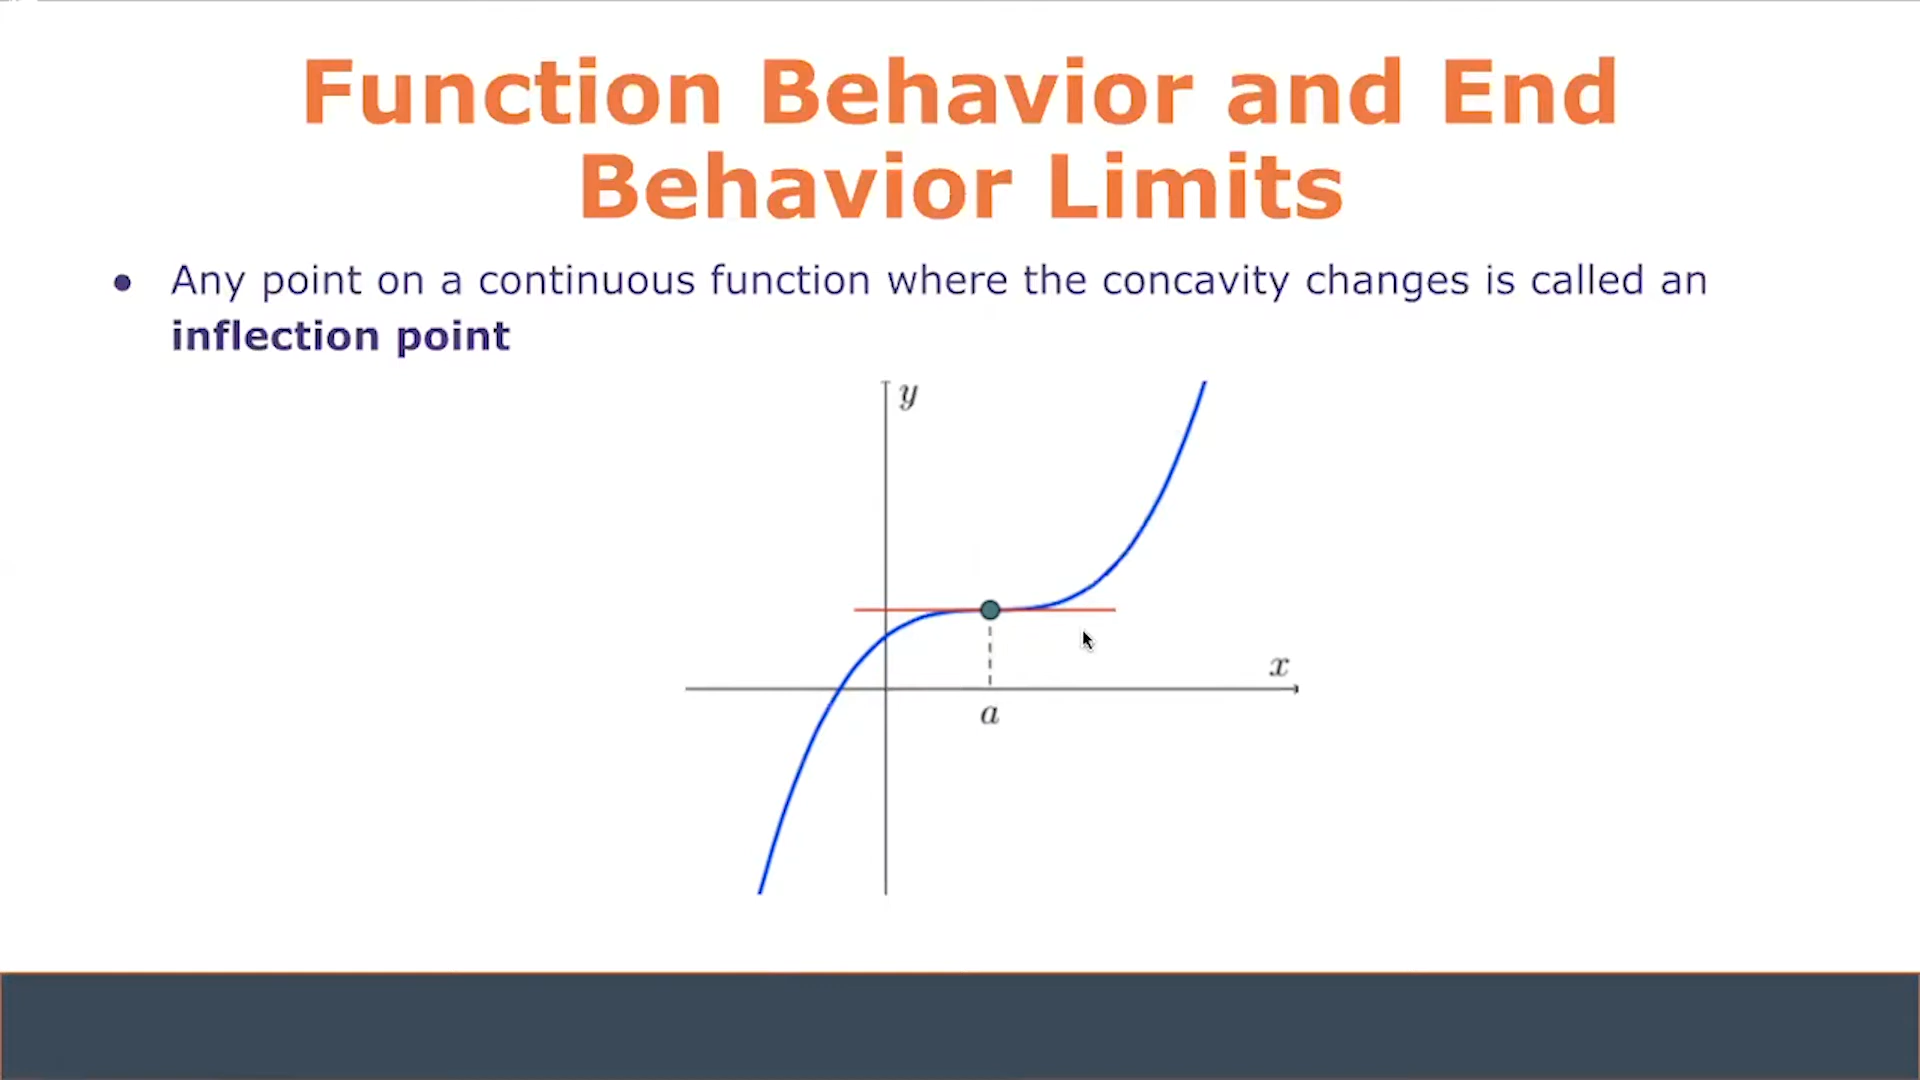 Function Behavior and End
Behavior Limits
● Any point on a continuous function where the concavity changes is called an
inflection point
y
x
a